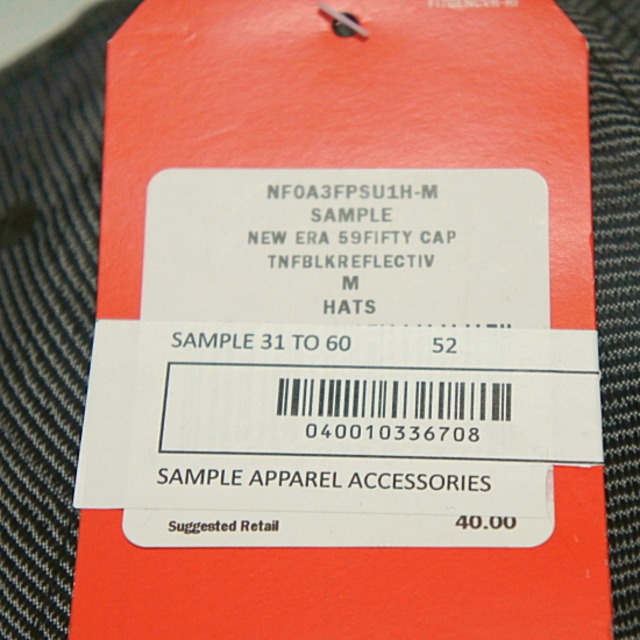 NF0A3FPSU1H-M
SAMPLE
NEW ERA 59FIFTY CAP
TNFBLKREFLECTIV
M
HATS
SAMPLE 31 TO 60 52
040010336708
SAMPLE APPAREL ACCESSORIES
Suggested Retail 40.00